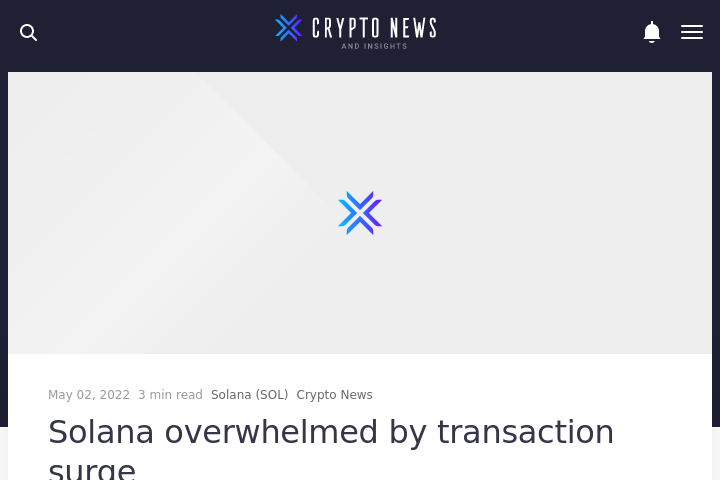 CRYPTO NEWS
AND INSIGHTS
May 02, 2022 3 min read Solana (SOL) Crypto News
Solana overwhelmed by transaction
surge